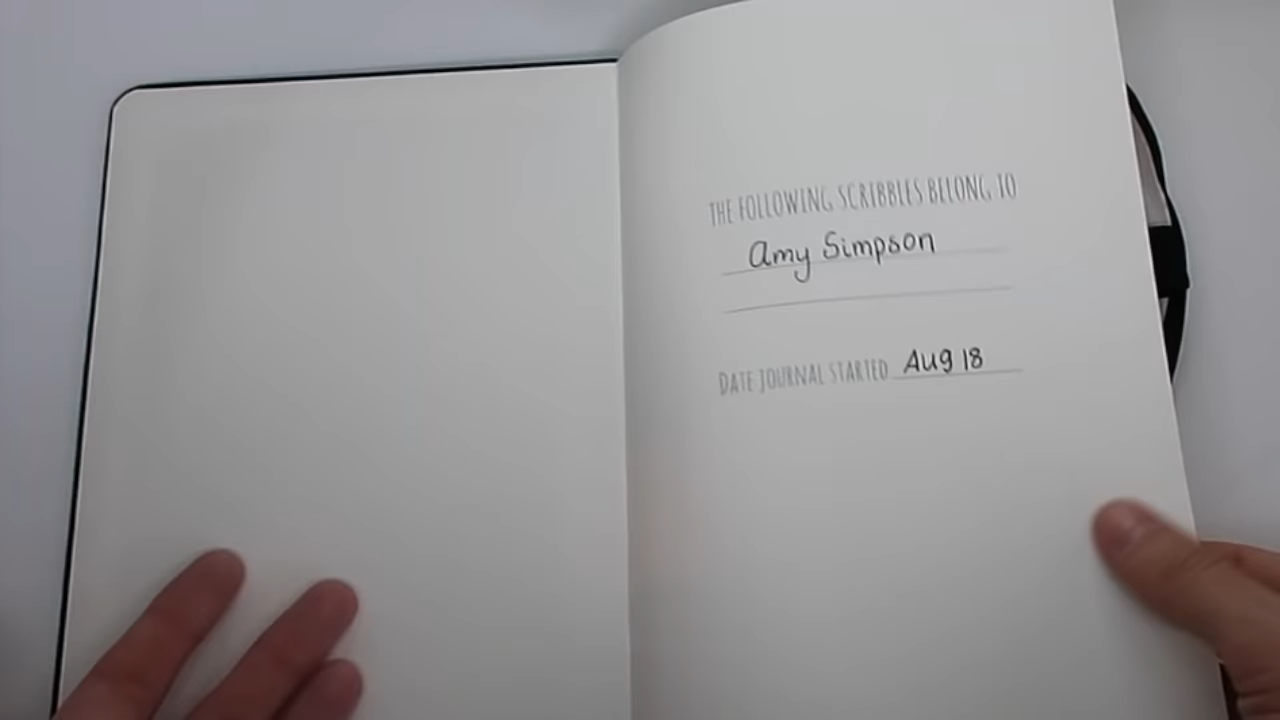 THE FOLLOWING SCRIBBLES BELONG TO
Amy Simpson
DATE JOURNAL STARTED AUG 18